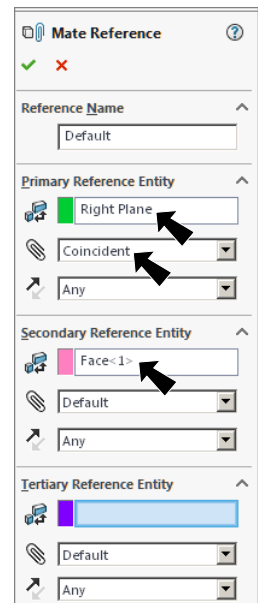 Mate Reference
Reference Name
Default
Primary Reference Entity
Right Plane
Coincident
Any
Secondary Reference Entity
Face<1>
Default
Any
Tertiary Reference Entity
Default
Any